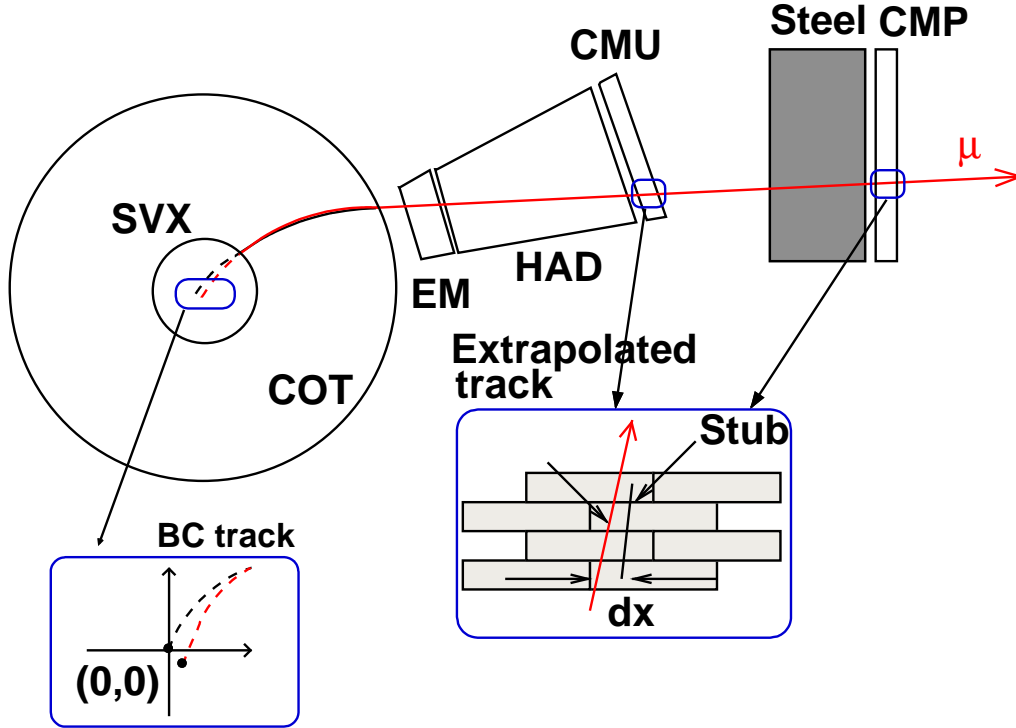 Steel CMP
CMU
μ
SVX
HAD
EM
COT
Extrapolated
track
Stub
BC track
dx
(0,0)